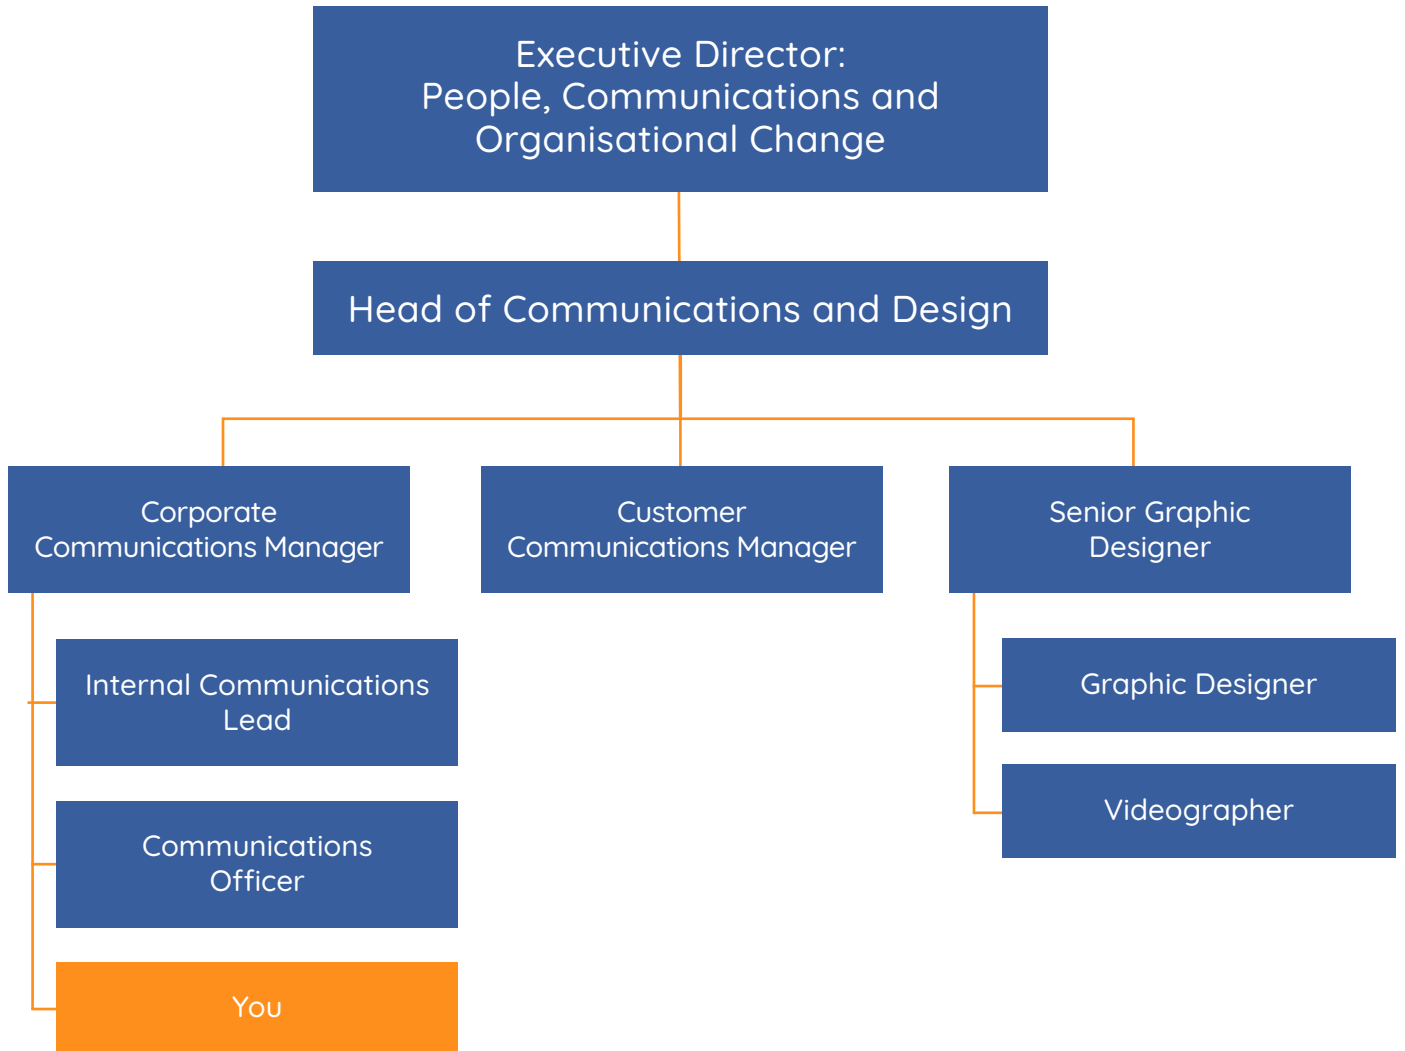 Executive Director:
People, Communications and
Organisational Change
Head of Communications and Design
Corporate
Communications Manager
Customer
Communications Manager
Senior Graphic
Designer
Internal Communications
Lead
Communications
Officer
You
Graphic Designer
Videographer